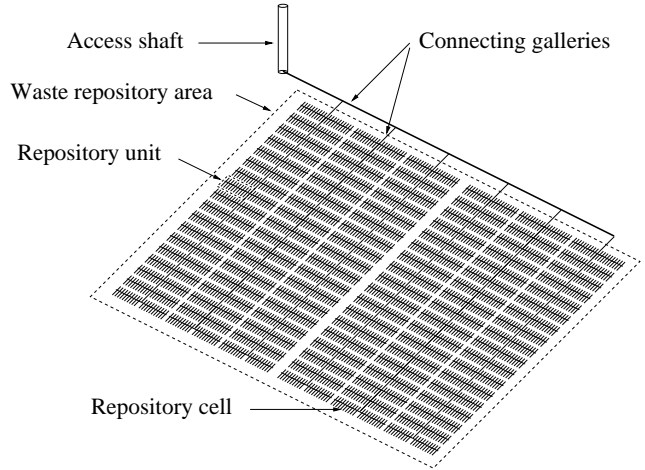 Access shaft
Connecting galleries
Waste repository area
Repository unit
Repository cell